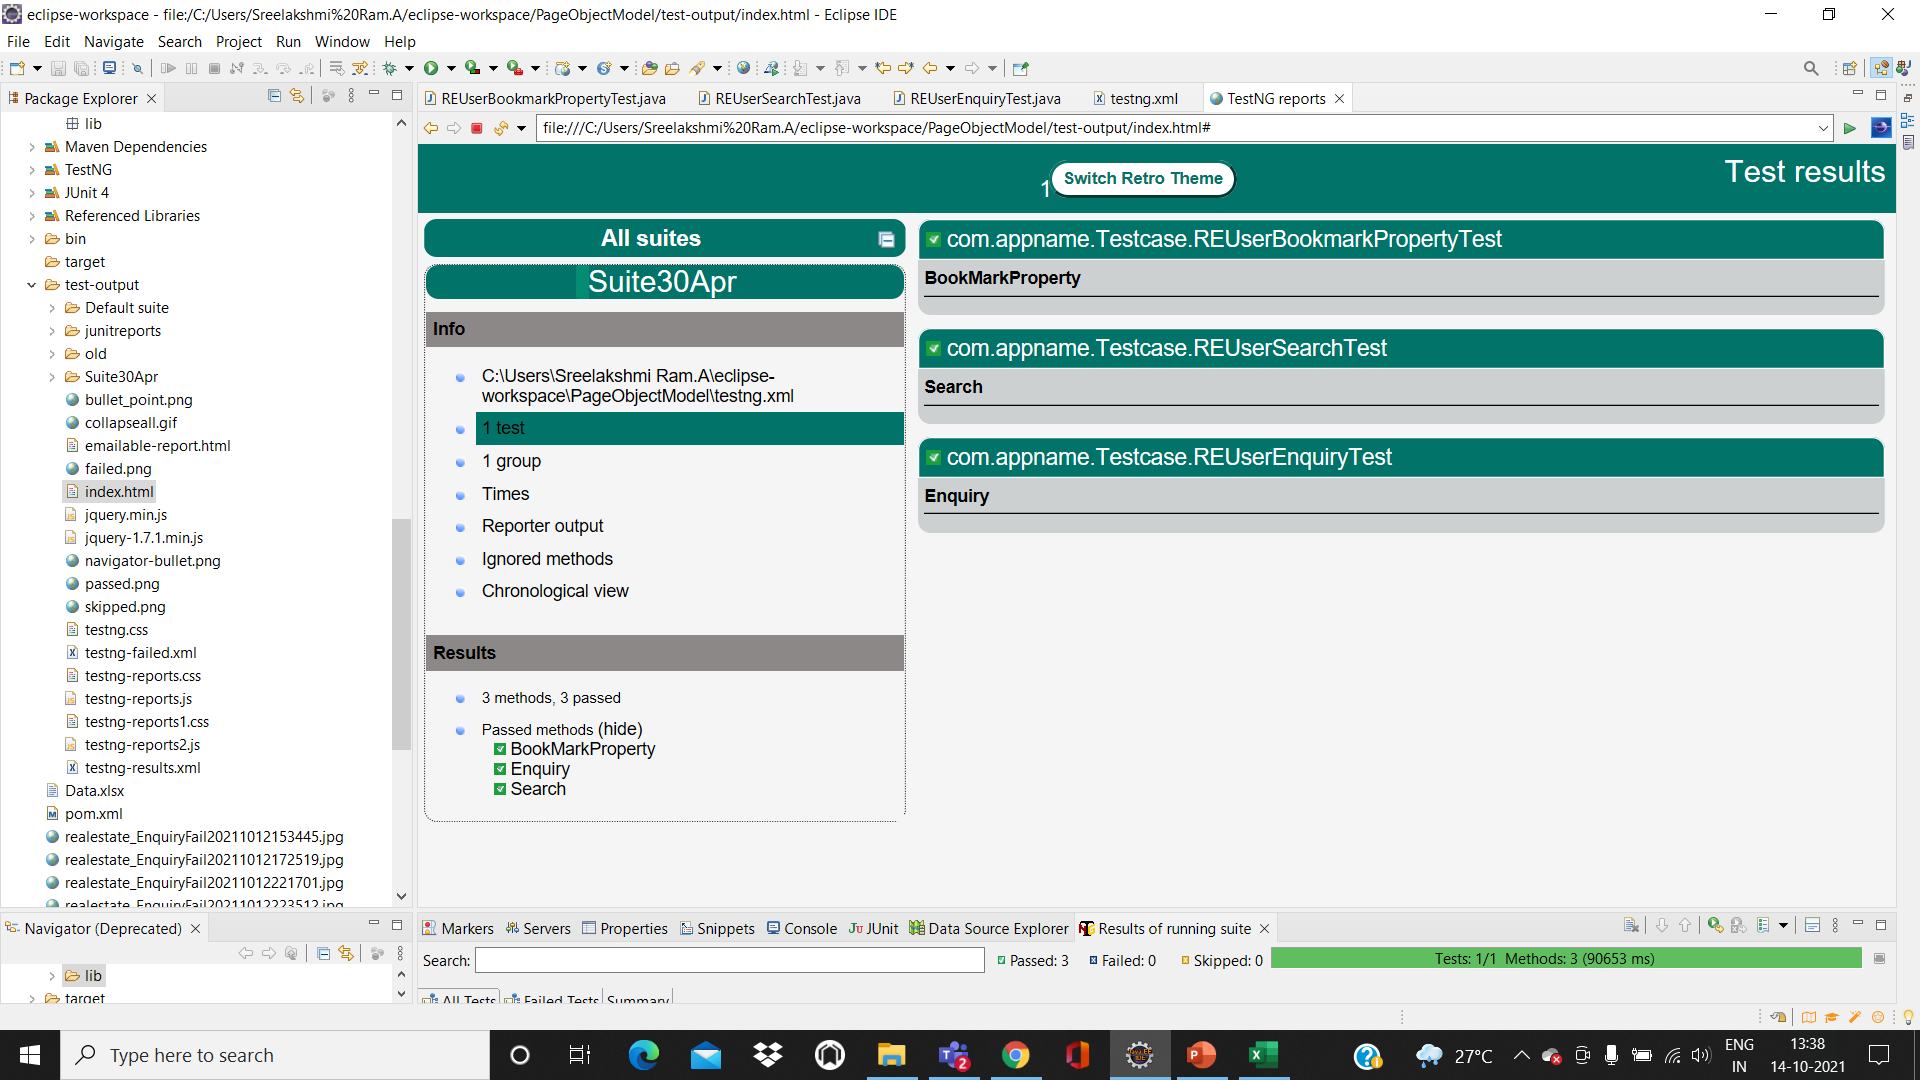 eclipse-workspace - file:/C:/Users/Sreelakshmi%20Ram.A/eclipse-workspace/PageObjectModel/test-output/index.html - Eclipse IDE
File Edit Navigate Search Project Run Window Help
Package Explorer
lib
Maven Dependencies
TestNG
JUnit 4
Referenced Libraries
bin
target
test-output
Default suite
junitreports
old
Suite30Apr
bullet_point.png
collapseall.gif
emailable-report.html
failed.png
index.html
jquery.min.js
jquery-1.7.1.min.js
navigator-bullet.png
passed.png
skipped.png
testng.css
testng-failed.xml
testng-reports.css
testng-reports.js
testng-reports1.css
testng-reports2.js
testng-results.xml
Data.xlsx
pom.xml
realestate_EnquiryFail20211012153445.jpg
realestate_EnquiryFail20211012172519.jpg
realestate_EnquiryFail20211012221701.jpg
realestate_EnquiryFail20211012223512.jpg
Navigator (Deprecated)
lib
target
REUserBookmarkPropertyTest.java REUserSearchTest.java REUserEnquiryTest.java testng.xml TestNG reports
file:///C:/Users/Sreelakshmi%20Ram.A/eclipse-workspace/PageObjectModel/test-output/index.html#
1 Switch Retro Theme
Test results
All suites
Suite30Apr
Info
C:\Users\Sreelakshmi Ram.A\eclipse-
workspace\PageObjectModel\testng.xml
1 test
1 group
Times
Reporter output
Ignored methods
Chronological view
Results
3 methods, 3 passed
Passed methods (hide)
BookMarkProperty
Enquiry
Search
com.appname.Testcase.REUserBookmarkPropertyTest
BookMarkProperty
com.appname.Testcase.REUserSearchTest
Search
com.appname.Testcase.REUserEnquiryTest
Enquiry
Markers Servers Properties Snippets Console JUnit Data Source Explorer Results of running suite
Search: Passed: 3 Failed: 0 Skipped: 0 Tests: 1/1 Methods: 3 (90653 ms)
All Tests Failed Tests Summary
Type here to search
2
27°C
ENG
IN
13:38
14-10-2021